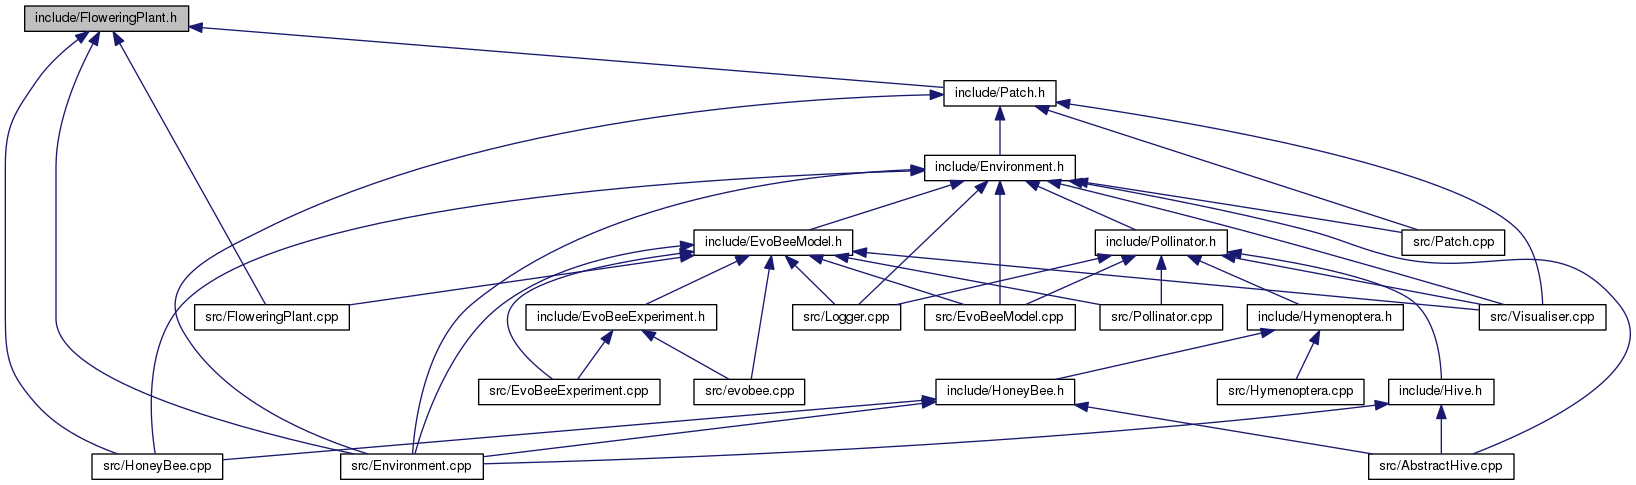 include/FloweringPlant.h
include/Patch.h
include/Environment.h
include/EvoBeeModel.h
include/Pollinator.h
src/Patch.cpp
src/FloweringPlant.cpp
include/EvoBeeExperiment.h
src/Logger.cpp
src/EvoBeeModel.cpp
src/Pollinator.cpp
include/Hymenoptera.h
src/Visualiser.cpp
src/EvoBeeExperiment.cpp
src/evobee.cpp
include/HoneyBee.h
src/Hymenoptera.cpp
include/Hive.h
src/HoneyBee.cpp
src/Environment.cpp
src/AbstractHive.cpp